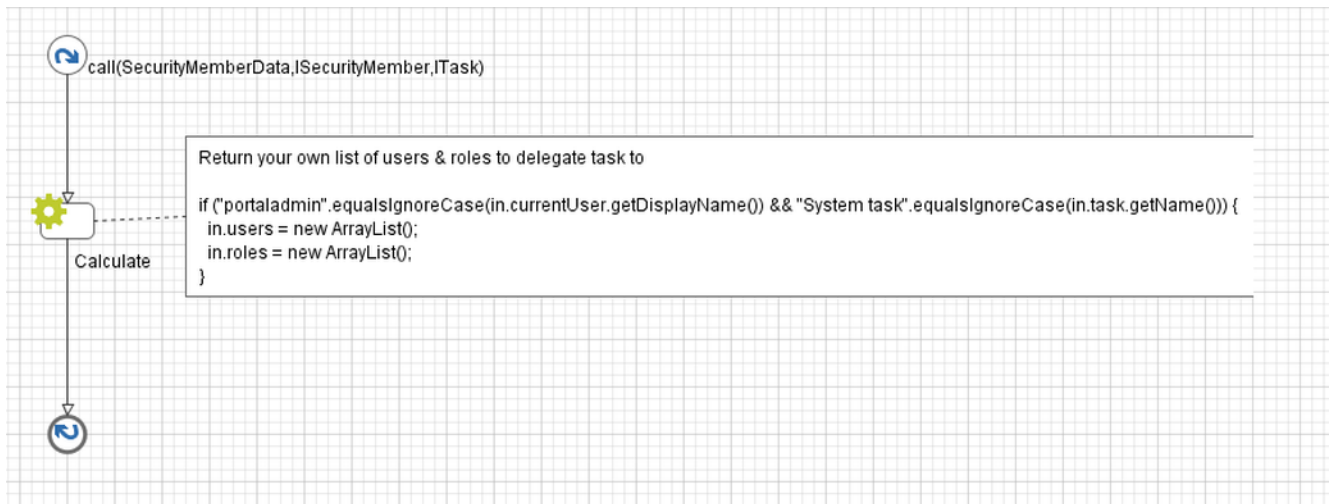 call(SecurityMemberData,ISecurityMember,ITask)
Return your own list of users & roles to delegate task to
if ("portaladmin".equalsIgnoreCase(in.currentUser.getDisplayName()) && "System task".equalsIgnoreCase(in.task.getName())) {
in.users = new ArrayList();
in.roles = new ArrayList();
}
Calculate